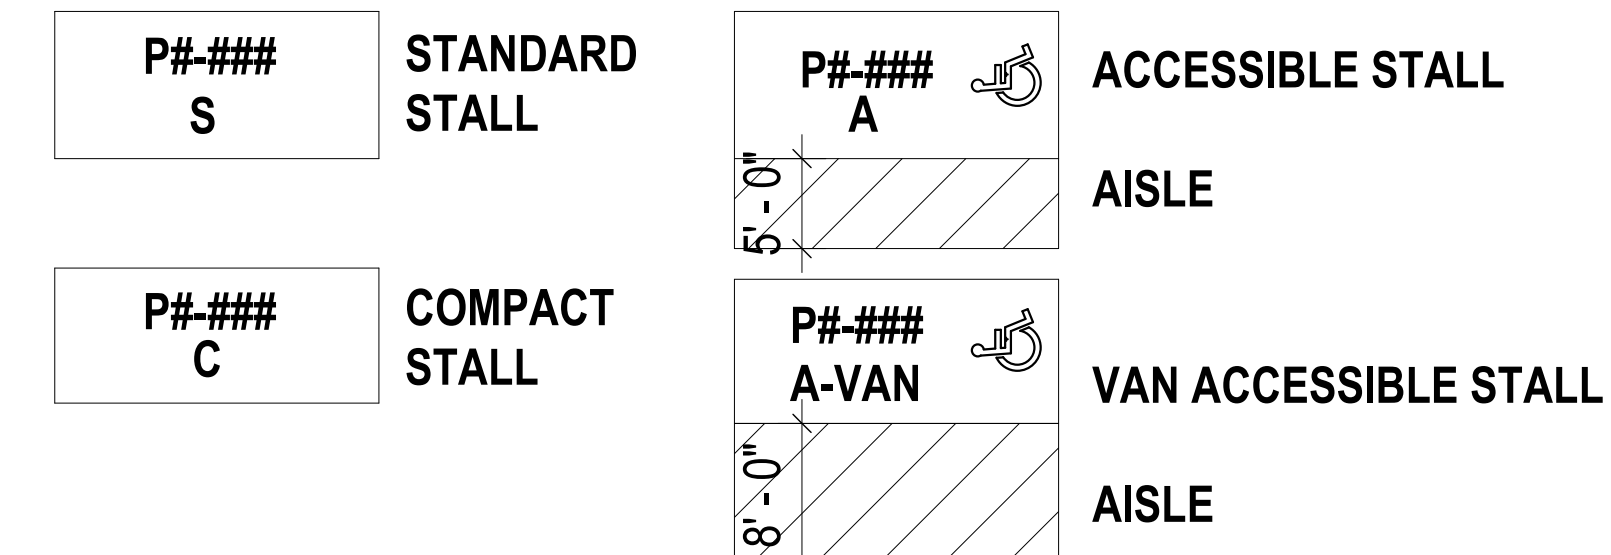 P#-###
S
STANDARD
STALL
P#-###
C
COMPACT
STALL
P#-###
A
ACCESSIBLE STALL
5' - 0"
AISLE
P#-###
A-VAN
VAN ACCESSIBLE STALL
8' - 0"
AISLE